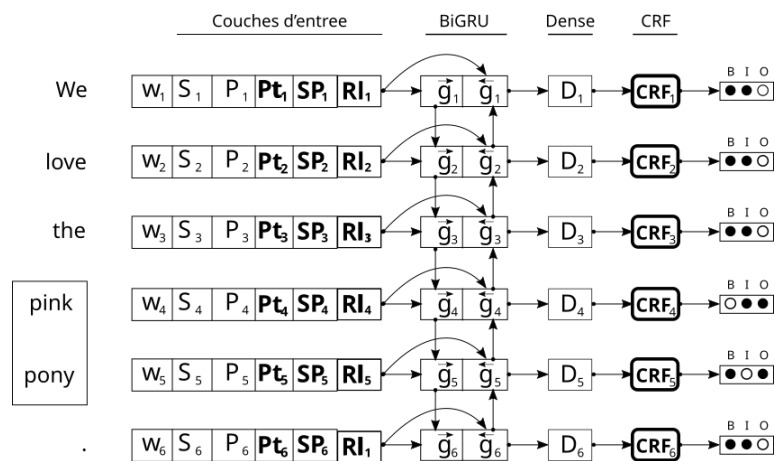 Couches d'entree BiGRU Dense CRF
B I O
We w1 S1 P1 Pt1 SP1 RI1 g1 g1 D1 CRF1
B I O
love w2 S2 P2 Pt2 SP2 RI2 g2 g2 D2 CRF2
B I O
the w3 S3 P3 Pt3 SP3 RI3 g3 g3 D3 CRF3
B I O
pink w4 S4 P4 Pt4 SP4 RI4 g4 g4 D4 CRF4
B I O
pony w5 S5 P5 Pt5 SP5 RI5 g5 g5 D5 CRF5
B I O
. w6 S6 P6 Pt6 SP6 RI1 g6 g6 D6 CRF6